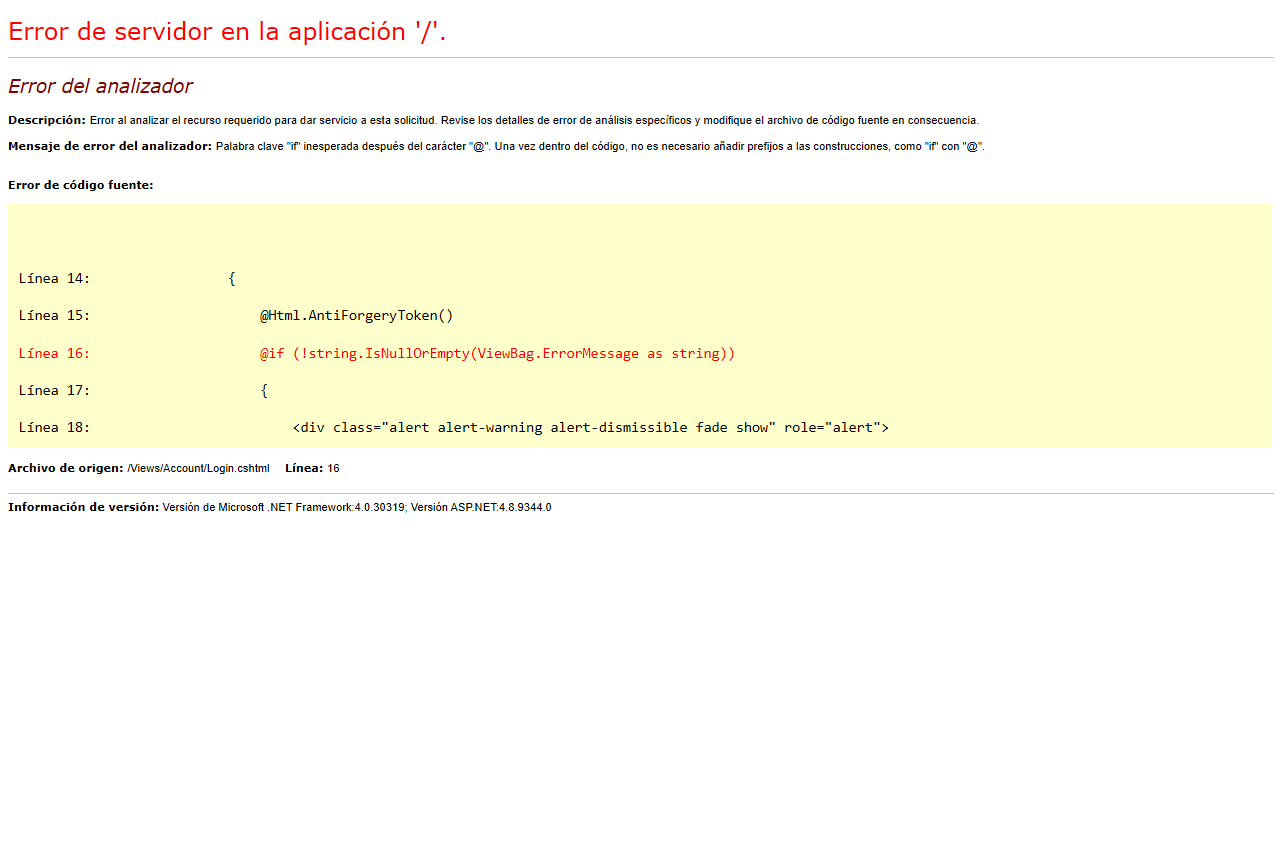 Error de servidor en la aplicación '/'.
Error del analizador
Descripción: Error al analizar el recurso requerido para dar servicio a esta solicitud. Revise los detalles de error de análisis específicos y modifique el archivo de código fuente en consecuencia.
Mensaje de error del analizador: Palabra clave "if" inesperada después del carácter "@". Una vez dentro del código, no es necesario añadir prefijos a las construcciones, como "if" con "@".
Error de código fuente:
Línea 14:                 {
Línea 15:                     @Html.AntiForgeryToken()
Línea 16:                     @if (!string.IsNullOrEmpty(ViewBag.ErrorMessage as string))
Línea 17:                     {
Línea 18:                         <div class="alert alert-warning alert-dismissible fade show" role="alert">
Archivo de origen: /Views/Account/Login.cshtml    Línea: 16
Información de versión: Versión de Microsoft .NET Framework:4.0.30319; Versión ASP.NET:4.8.9344.0